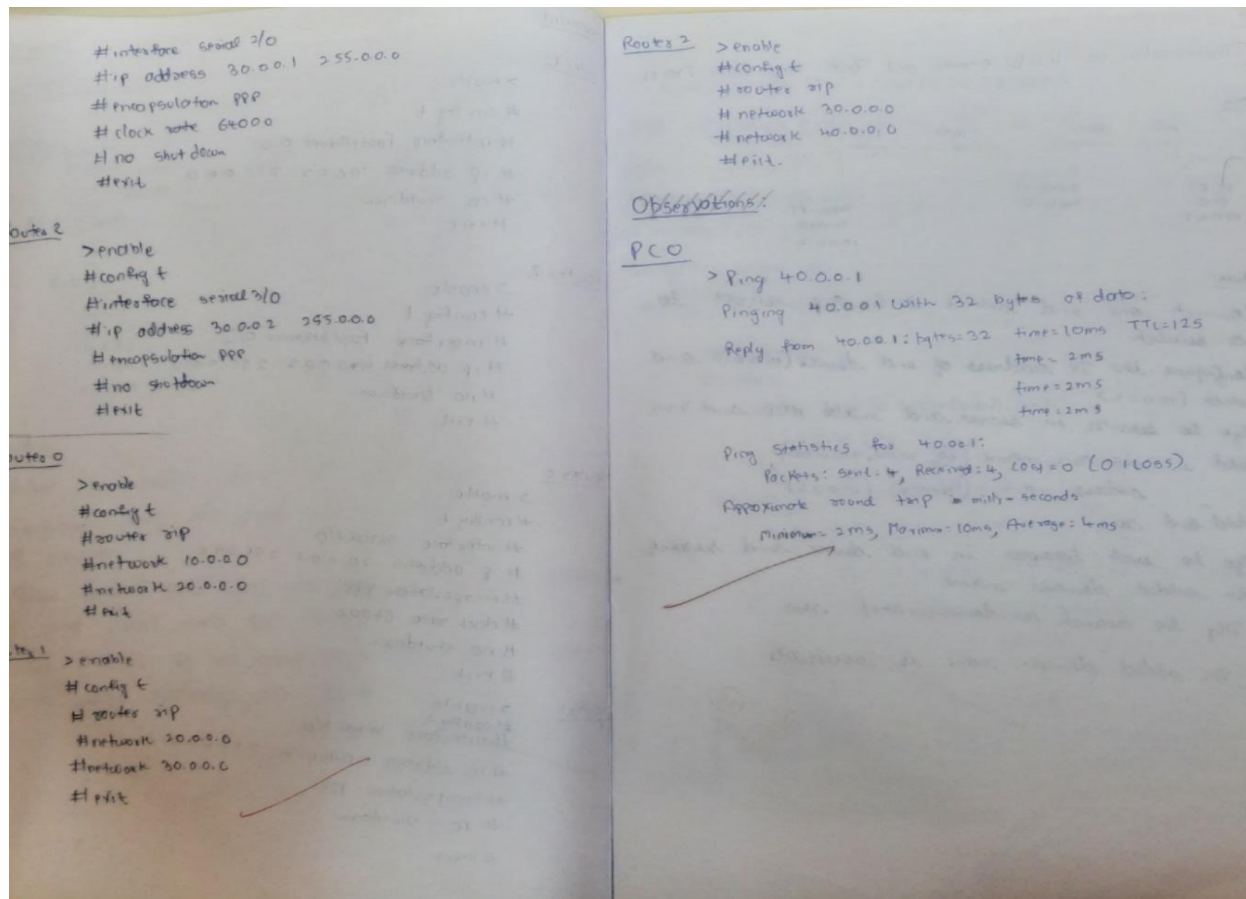 #interface serial 2/0
#ip address 30.0.0.1 255.0.0.0
#encapsulation PPP
#clock rate 64000
#no shutdown
#exit
outer 2
>enable
#config t
#interface serial 3/0
#ip address 30.0.0.2 255.0.0.0
#encapsulation PPP
#no shutdown
#exit
outer 0
>enable
#config t
#router rip
#network 10.0.0.0
#network 20.0.0.0
#exit
uter 1
>enable
#config t
#router rip
#network 20.0.0.0
#network 30.0.0.0
#exit
Router 2
>enable
#config t
#router rip
#network 30.0.0.0
#network 40.0.0.0
#exit.
Observations:
PC0
>Ping 40.0.0.1
Pinging 40.0.0.1 with 32 bytes of data:
Reply from 40.0.0.1: bytes=32 time=10ms TTL=125
time= 2ms
time=2ms
time=2ms
Ping statistics for 40.0.0.1:
Packets: Sent: 4, Received: 4, Lost=0 (0% Loss)
Approximate round trip milli-seconds
Minimum= 2ms, Maximum=10ms, Average: 4ms